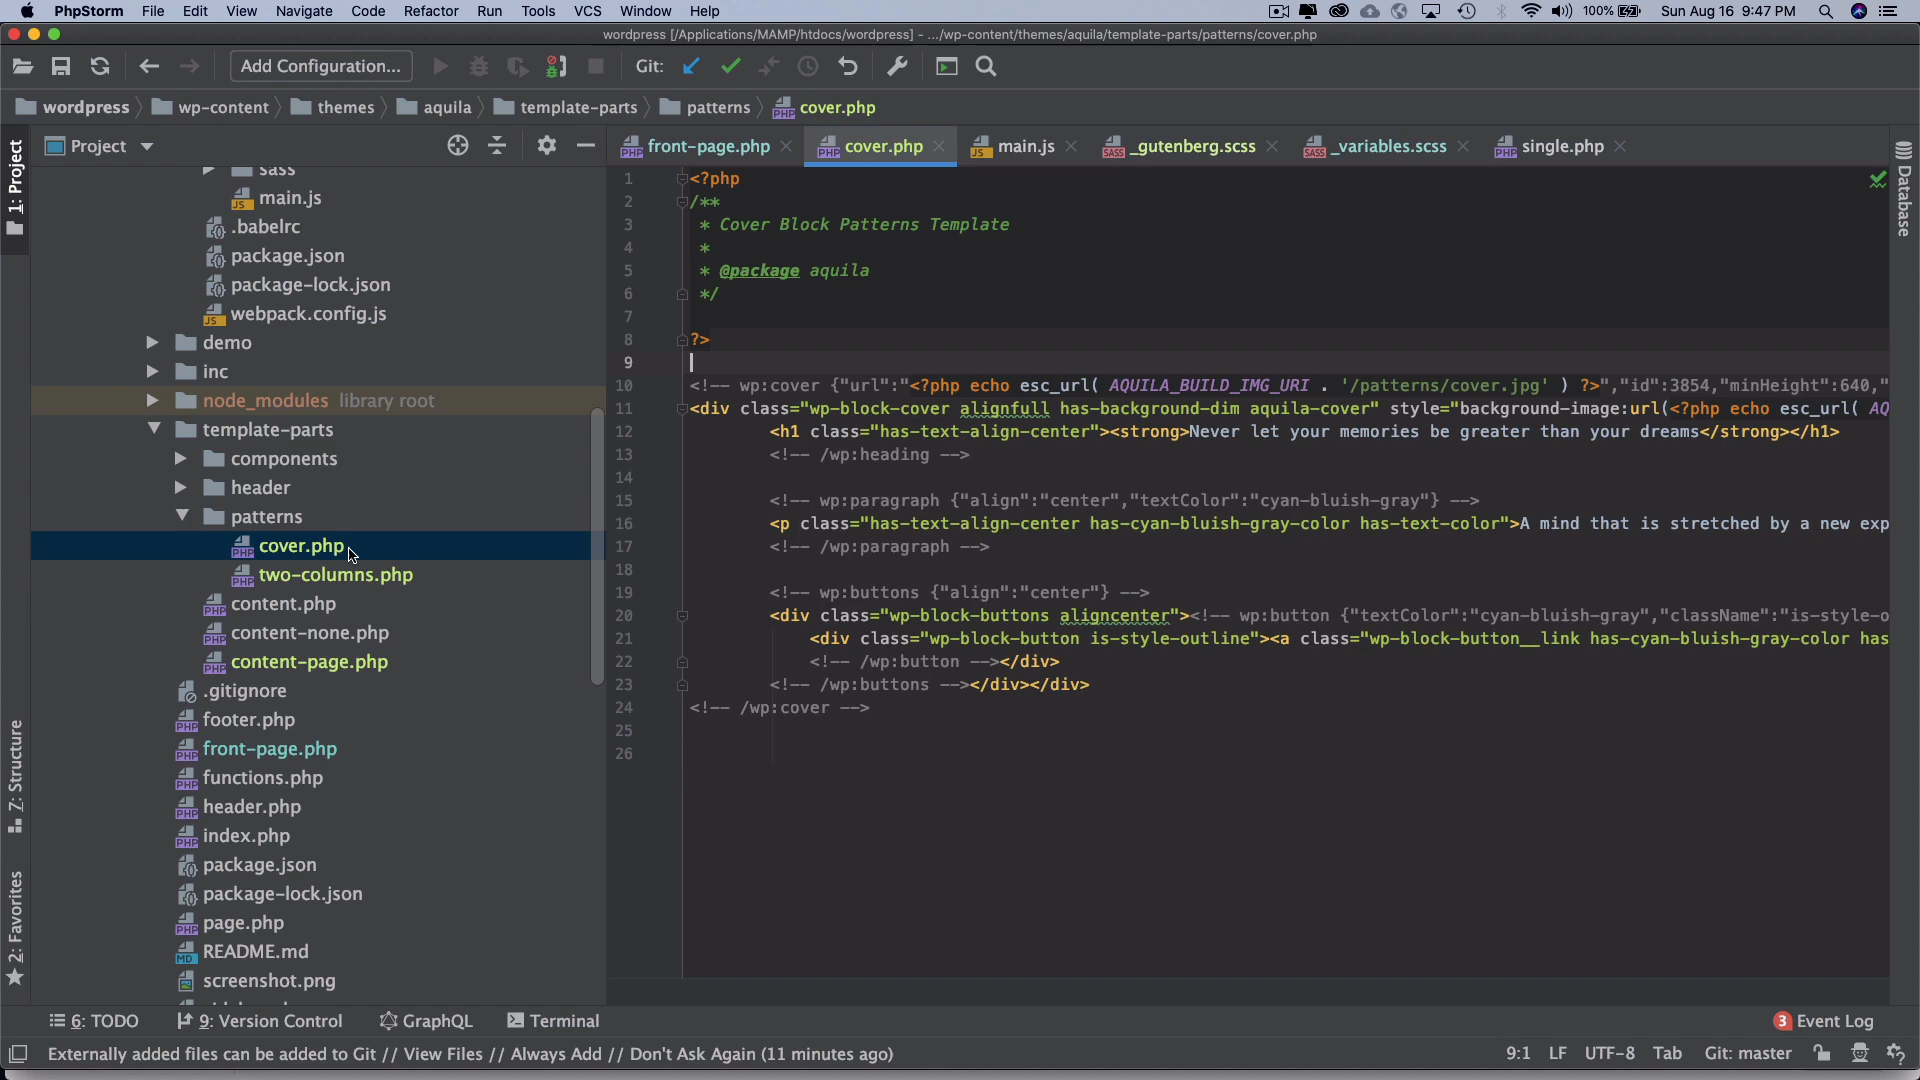 PhpStorm File Edit View Navigate Code Refactor Run Tools VCS Window Help 100% Sun Aug 16 9:47 PM
wordpress [/Applications/MAMP/htdocs/wordpress] - .../wp-content/themes/aquila/template-parts/patterns/cover.php
Add Configuration... Git:
wordpress wp-content themes aquila template-parts patterns cover.php
Project
front-page.php cover.php main.js _gutenberg.scss _variables.scss single.php
1: Project
Z: Structure
2: Favorites
Database
sass
main.js
.babelrc
package.json
package-lock.json
webpack.config.js
demo
inc
node_modules library root
template-parts
components
header
patterns
cover.php
two-columns.php
content.php
content-none.php
content-page.php
.gitignore
footer.php
front-page.php
functions.php
header.php
index.php
package.json
package-lock.json
page.php
README.md
screenshot.png
1 <?php
2 /**
3 * Cover Block Patterns Template
4 *
5 * @package aquila
6 */
7
8 ?>
9
10 <!-- wp:cover {"url":"<?php echo esc_url( AQUILA_BUILD_IMG_URI . '/patterns/cover.jpg' ) ?>","id":3854,"minHeight":640,"
11 <div class="wp-block-cover alignfull has-background-dim aquila-cover" style="background-image:url(<?php echo esc_url( AQ
12 <h1 class="has-text-align-center"><strong>Never let your memories be greater than your dreams</strong></h1>
13 <!-- /wp:heading -->
14
15 <!-- wp:paragraph {"align":"center","textColor":"cyan-bluish-gray"} -->
16 <p class="has-text-align-center has-cyan-bluish-gray-color has-text-color">A mind that is stretched by a new exp
17 <!-- /wp:paragraph -->
18
19 <!-- wp:buttons {"align":"center"} -->
20 <div class="wp-block-buttons aligncenter"><!-- wp:button {"textColor":"cyan-bluish-gray","className":"is-style-o
21 <div class="wp-block-button is-style-outline"><a class="wp-block-button__link has-cyan-bluish-gray-color has
22 <!-- /wp:button --></div>
23 <!-- /wp:buttons --></div></div>
24 <!-- /wp:cover -->
25
26
6: TODO 9: Version Control GraphQL Terminal 3 Event Log
Externally added files can be added to Git // View Files // Always Add // Don't Ask Again (11 minutes ago) 9:1 LF UTF-8 Tab Git: master